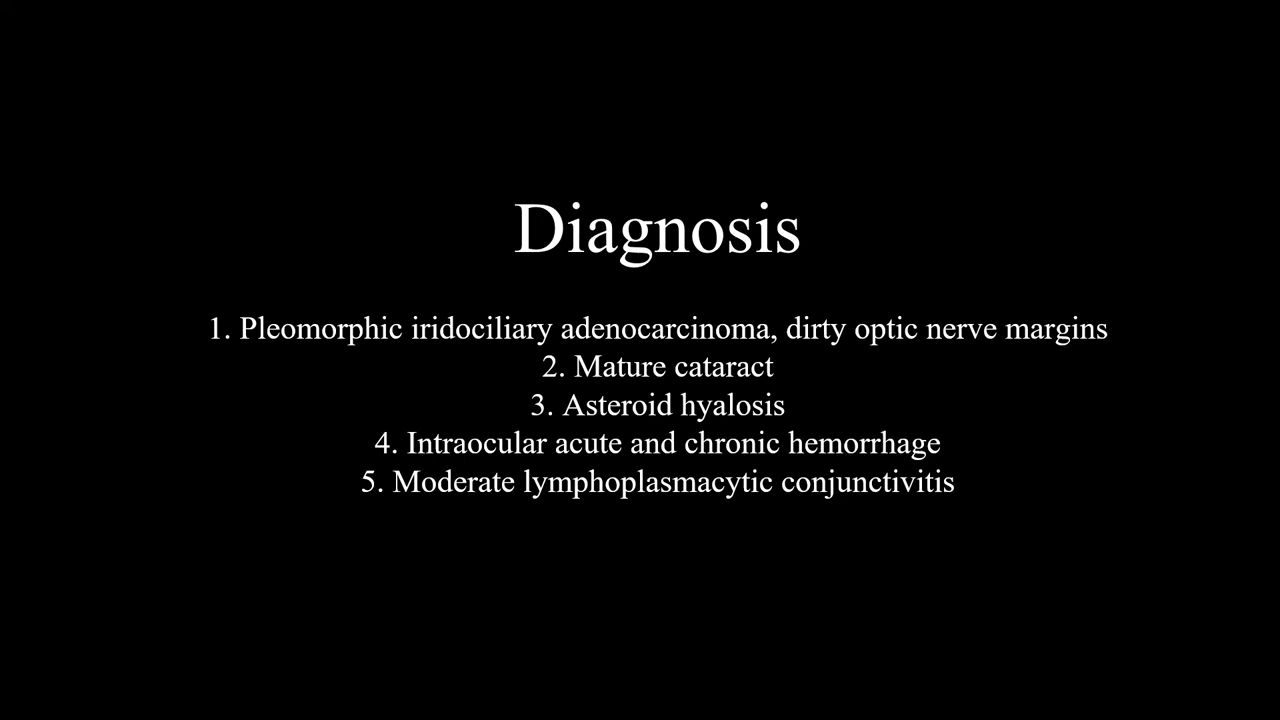 Diagnosis
1. Pleomorphic iridociliary adenocarcinoma, dirty optic nerve margins
2. Mature cataract
3. Asteroid hyalosis
4. Intraocular acute and chronic hemorrhage
5. Moderate lymphoplasmacytic conjunctivitis